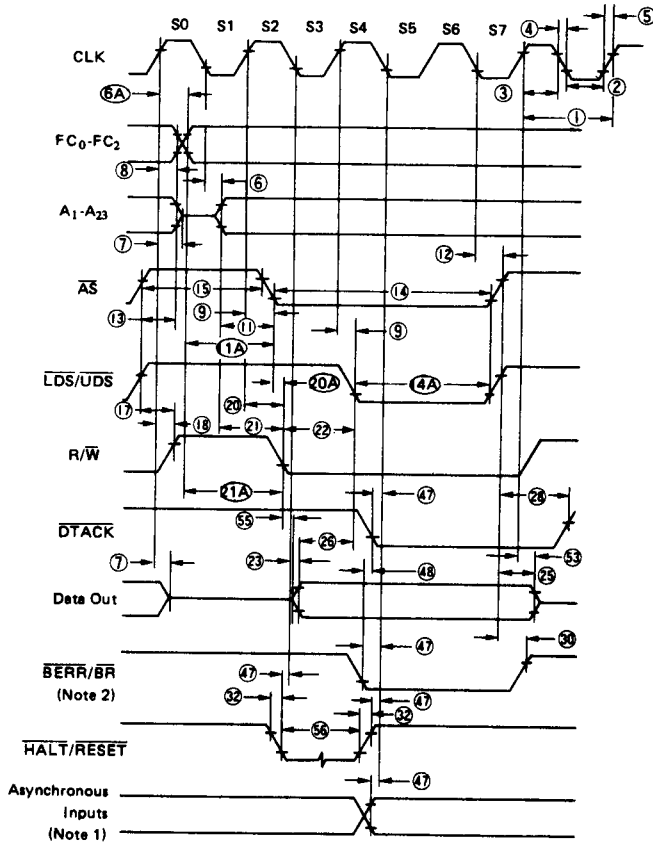 S0 S1 S2 S3 S4 S5 S6 S7 ④ ⑤
CLK
③ ②
6A ①
FC0-FC2
⑧ ⑥
A1-A23
⑦ ⑫
AS
⑮ ⑭
⑬ ⑨ ⑪ ⑨
11A
LDS/UDS
20A 14A
⑰ ⑳
⑱ ㉑ ㉒
R/W
21A ㊼ ㉘
DTACK
55
㉖ 53
⑦ ㉓ ㊽ ㉕
Data Out
㊼ ㉚
BERR/BR
㊼
(Note 2) ㊼
㉜ ㉜
56
HALT/RESET
㊼
Asynchronous
Inputs
(Note 1)